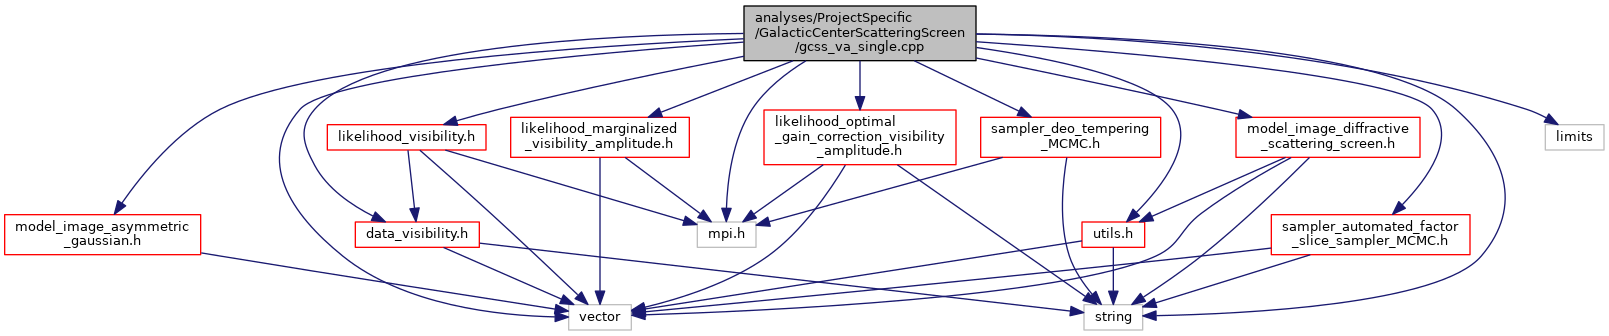 analyses/ProjectSpecific
/GalacticCenterScatteringScreen
/gcss_va_single.cpp
likelihood_visibility.h
likelihood_marginalized
_visibility_amplitude.h
likelihood_optimal
_gain_correction_visibility
_amplitude.h
sampler_deo_tempering
_MCMC.h
model_image_diffractive
_scattering_screen.h
limits
model_image_asymmetric
_gaussian.h
data_visibility.h
mpi.h
utils.h
sampler_automated_factor
_slice_sampler_MCMC.h
vector
string